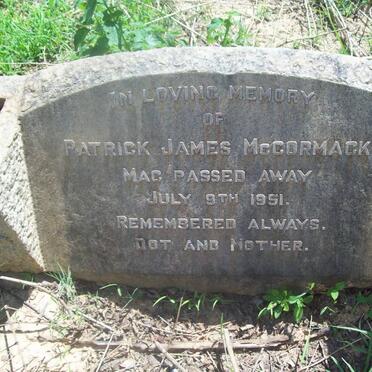 IN LOVING MEMORY
OF
PATRICK JAMES MCCORMACK
MAC PASSED AWAY
JULY 9TH 1951.
REMEMBERED ALWAYS.
DOT AND MOTHER.